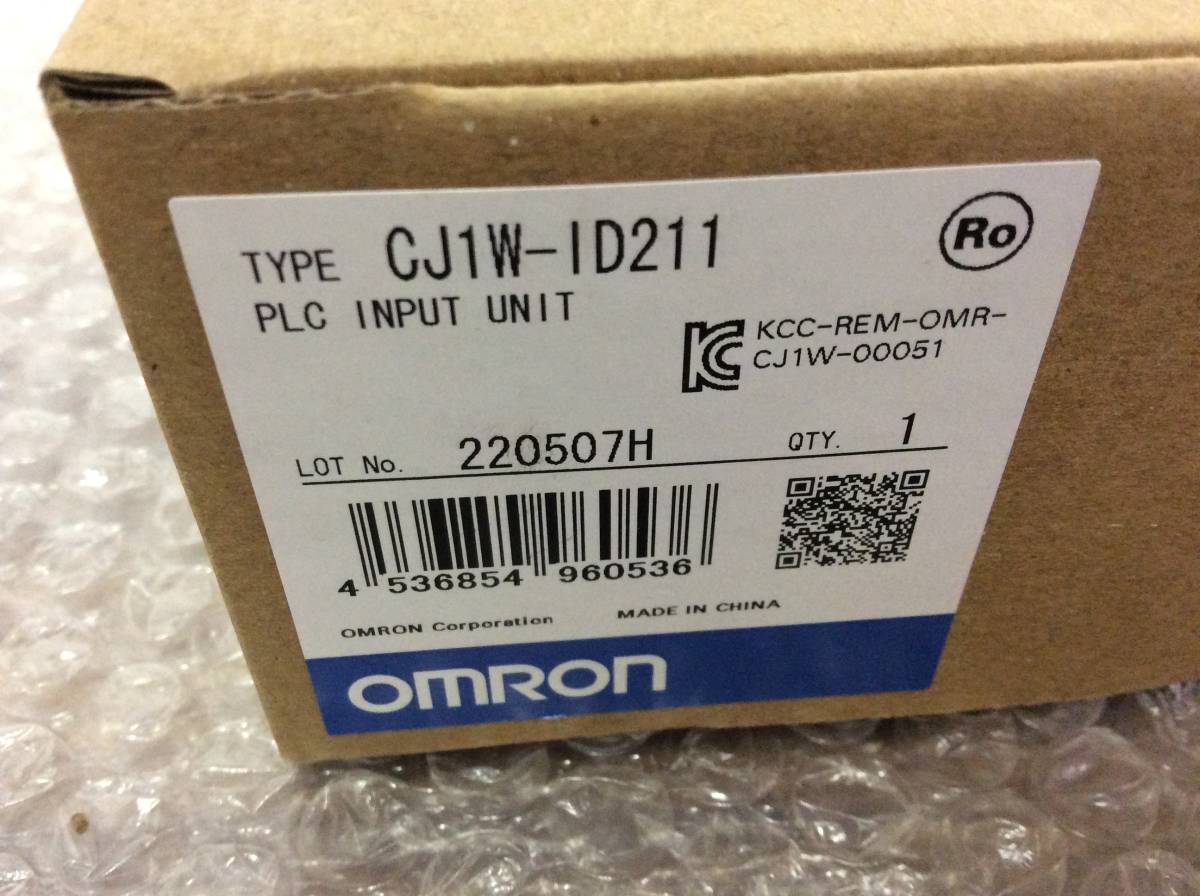 Ro
TYPE CJ1W-ID211
PLC INPUT UNIT
KC KCC-REM-OMR-
CJ1W-00051
LOT No. 220507H QTY. 1
4 536854 960536
OMRON Corporation MADE IN CHINA
OMRON